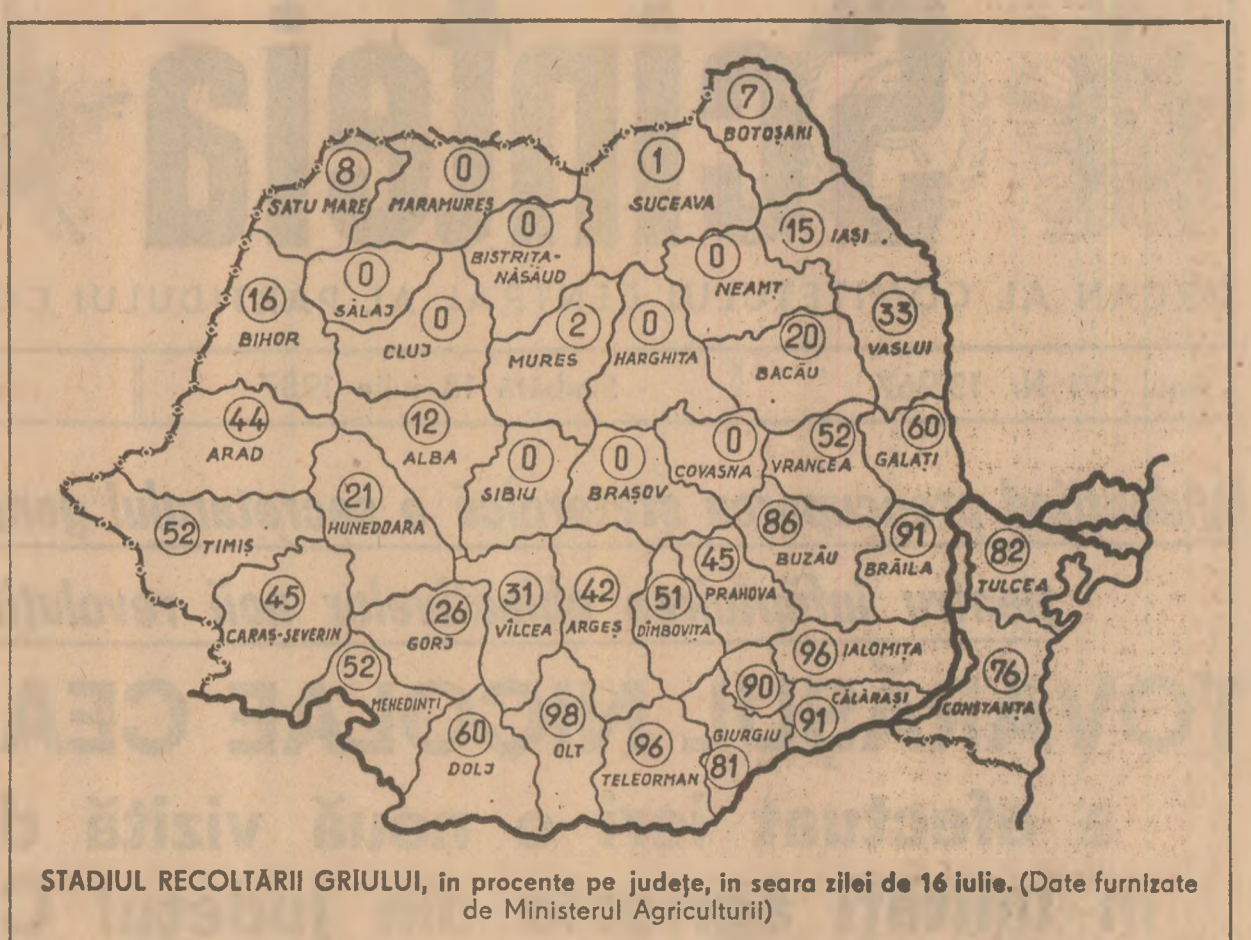 7
BOTOȘANI
8
SATU MARE
0
MARAMUREȘ
1
SUCEAVA
0
BISTRIȚA-
NĂSĂUD
15 IAȘI
0
SĂLAJ
0
NEAMȚ
16
BIHOR
0
CLUJ
2
MUREȘ
0
HARGHITA
20
BACĂU
33
VASLUI
44
ARAD
12
ALBA
0
SIBIU
0
BRAȘOV
0
COVASNA
52
VRANCEA
60
GALAȚI
21
HUNEDOARA
52 TIMIȘ
86
BUZĂU
91
BRĂILA
82
TULCEA
45
CARAȘ-SEVERIN
26
GORJ
31
VÎLCEA
42
ARGEȘ
51
DÎMBOVIȚA
45
PRAHOVA
96 IALOMIȚA
52
MEHEDINȚI
90
CĂLĂRAȘI
91
76
CONSTANȚA
60
DOLJ
98
OLT
96
TELEORMAN
GIURGIU
81
STADIUL RECOLTĂRII GRÎULUI, în procente pe județe, în seara zilei de 16 iulie. (Date furnizate
de Ministerul Agriculturii)